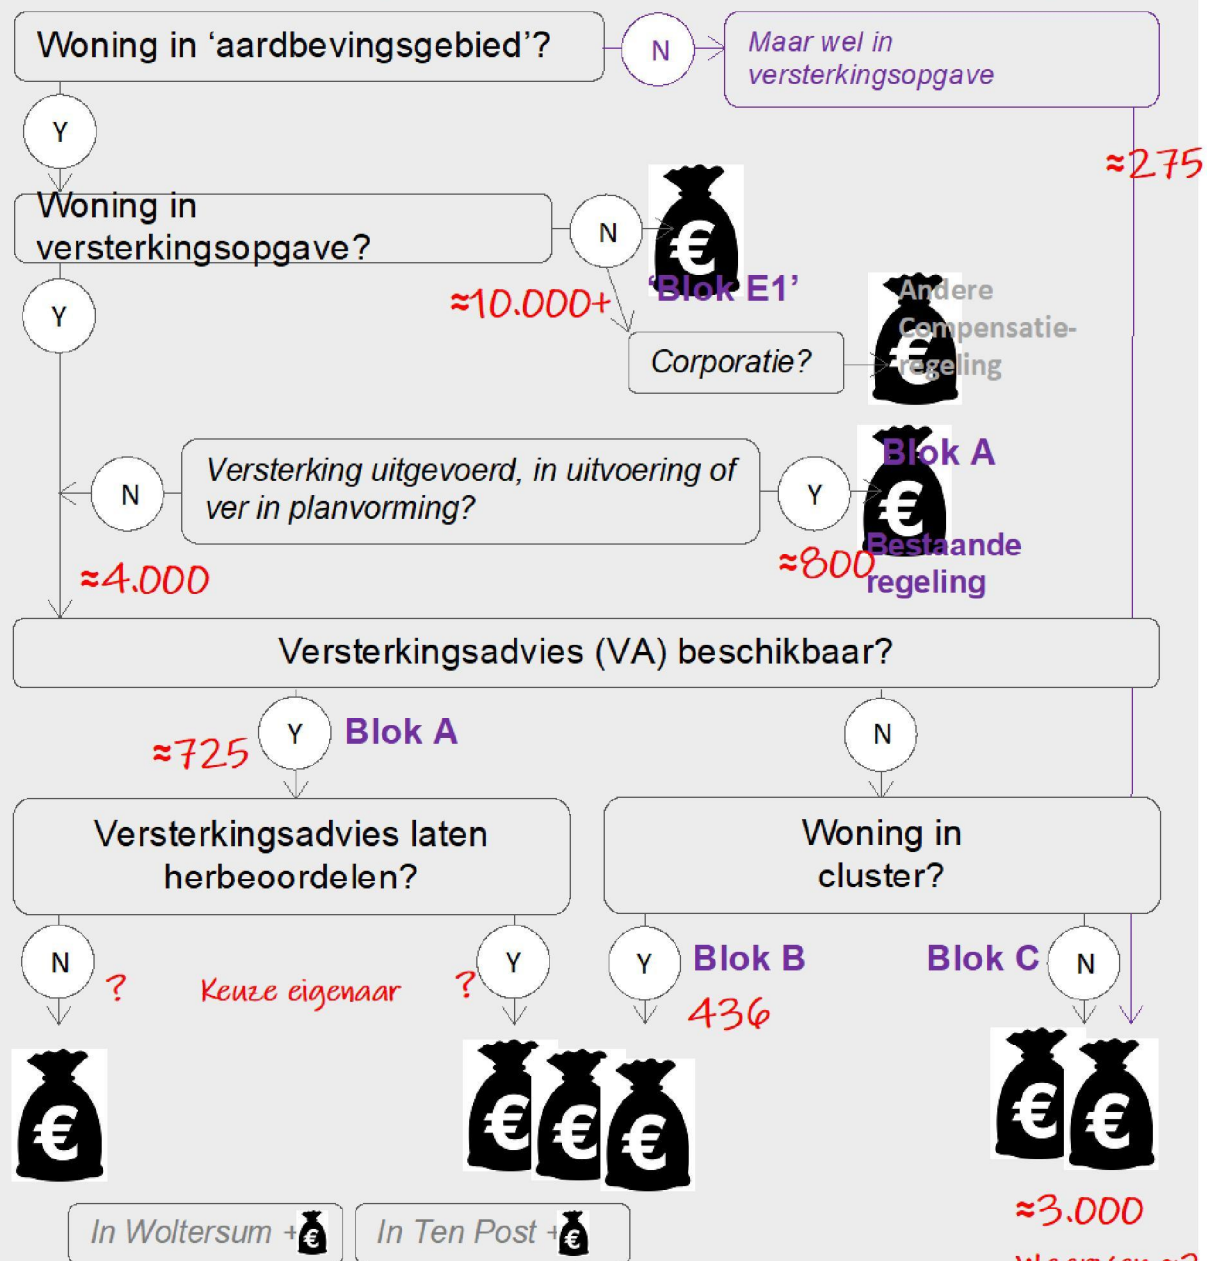 Woning in ‘aardbevingsgebied’?
N
Maar wel in
versterkingsopgave
Y
≈275
Woning in
versterkingsopgave?
N
€
‘Blok E1’
Y
≈10.000+
Andere
Compensatie-
regeling
€
Corporatie?
Versterking uitgevoerd, in uitvoering of
ver in planvorming?
N
Y
Blok A
€
Bestaande
regeling
≈800
≈4.000
Versterkingsadvies (VA) beschikbaar?
≈725
Y
Blok A
N
Versterkingsadvies laten
herbeoordelen?
Woning in
cluster?
N
?
Keuze eigenaar
?
Y
Y
Blok B
436
Blok C
N
€
€
€
€
€
€
≈3.000
In Woltersum +
€
In Ten Post +
€